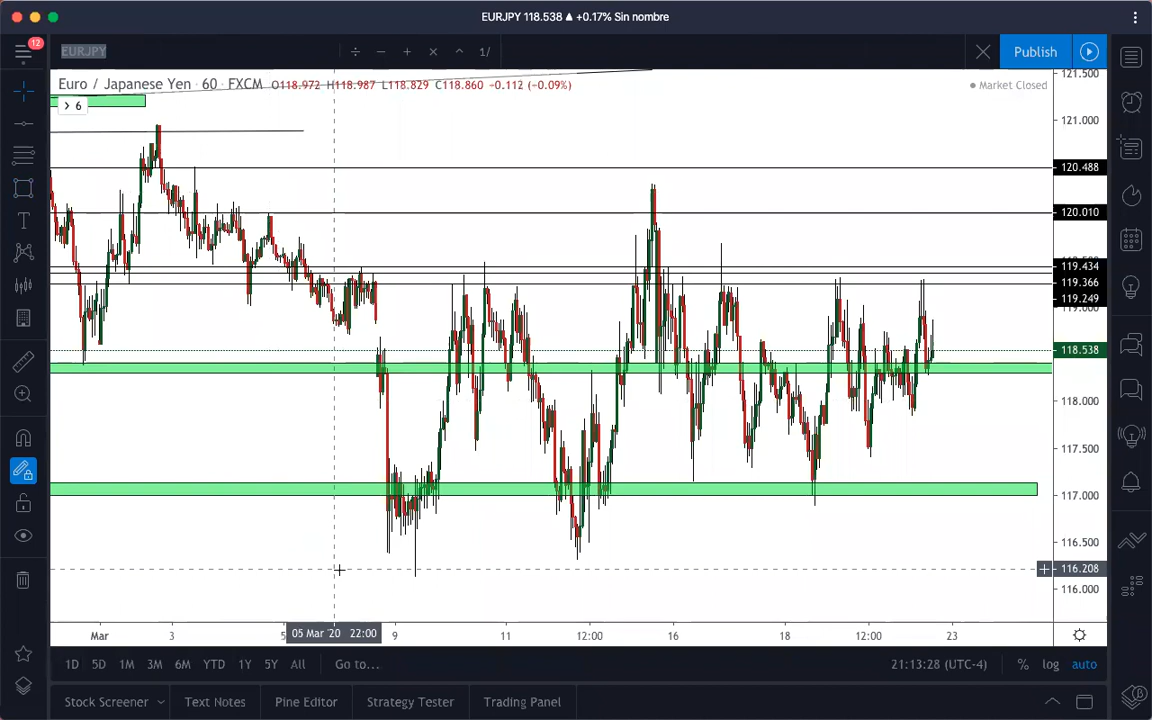 EURJPY 118.538 ▲ +0.17% Sin nombre
12
EURJPY
÷ − + × ^ 1/
Publish
Euro / Japanese Yen · 60 · FXCM O118.972 H118.987 L118.829 C118.860 −0.112 (−0.09%)
Market Closed
> 6
121.500
121.000
120.488
120.010
119.434
119.366
119.249
119.000
118.538
118.000
117.500
117.000
116.500
116.208
116.000
Mar 3 5 05 Mar '20 22:00 9 11 12:00 16 18 12:00 23
1D 5D 1M 3M 6M YTD 1Y 5Y All Go to... 21:13:28 (UTC-4) % log auto
Stock Screener Text Notes Pine Editor Strategy Tester Trading Panel